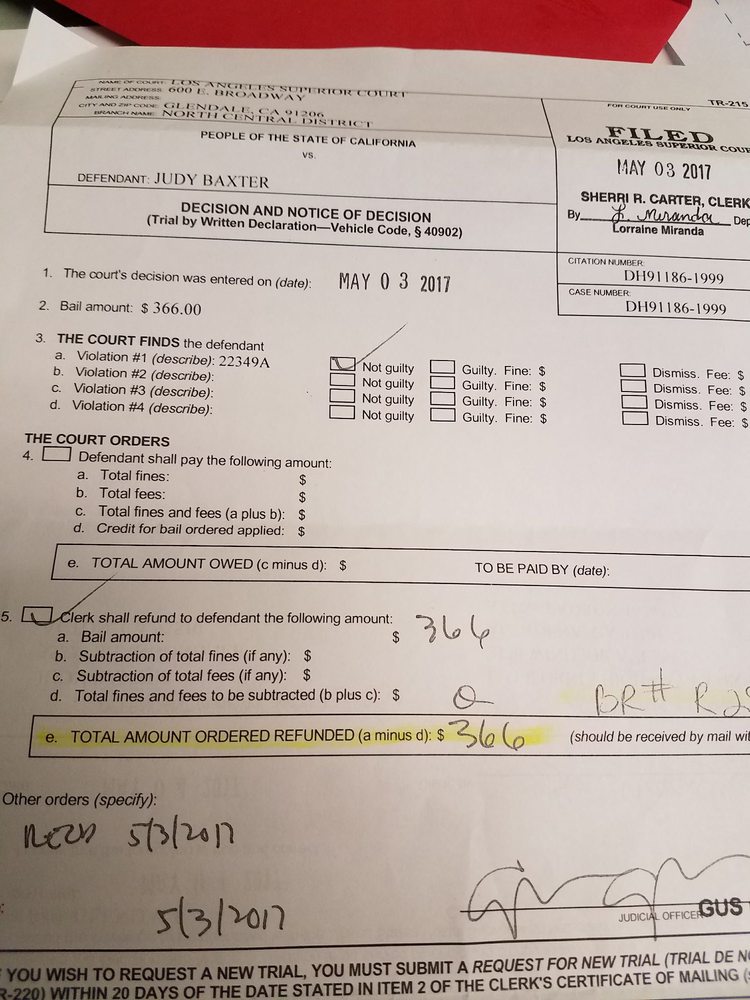 NAME OF COURT: LOS ANGELES SUPERIOR COURT
STREET ADDRESS: 600 E. BROADWAY
MAILING ADDRESS:
CITY AND ZIP CODE: GLENDALE, CA 91206
BRANCH NAME: NORTH CENTRAL DISTRICT
PEOPLE OF THE STATE OF CALIFORNIA
VS.
DEFENDANT: JUDY BAXTER
DECISION AND NOTICE OF DECISION
(Trial by Written Declaration—Vehicle Code, § 40902)
TR-215
FOR COURT USE ONLY
FILED
LOS ANGELES SUPERIOR COU
MAY 03 2017
SHERRI R. CARTER, CLERK
By L. Miranda Dep
Lorraine Miranda
CITATION NUMBER:
DH91186-1999
CASE NUMBER:
DH91186-1999
1. The court's decision was entered on (date): MAY 03 2017
2. Bail amount: $ 366.00
3. THE COURT FINDS the defendant
a. Violation #1 (describe): 22349A Not guilty Guilty. Fine: $ Dismiss. Fee: $
b. Violation #2 (describe): Not guilty Guilty. Fine: $ Dismiss. Fee: $
c. Violation #3 (describe): Not guilty Guilty. Fine: $ Dismiss. Fee: $
d. Violation #4 (describe): Not guilty Guilty. Fine: $ Dismiss. Fee: $
THE COURT ORDERS
4. Defendant shall pay the following amount:
a. Total fines: $
b. Total fees: $
c. Total fines and fees (a plus b): $
d. Credit for bail ordered applied: $
e. TOTAL AMOUNT OWED (c minus d): $ TO BE PAID BY (date):
5. Clerk shall refund to defendant the following amount:
a. Bail amount: $ 366
b. Subtraction of total fines (if any): $
c. Subtraction of total fees (if any): $
d. Total fines and fees to be subtracted (b plus c): $ 0 BR# R2
e. TOTAL AMOUNT ORDERED REFUNDED (a minus d): $ 366 (should be received by mail wit
Other orders (specify):
5/3/2017
5/3/2017
JUDICIAL OFFICER GUS
YOU WISH TO REQUEST A NEW TRIAL, YOU MUST SUBMIT A REQUEST FOR NEW TRIAL (TRIAL DE N
R-220) WITHIN 20 DAYS OF THE DATE STATED IN ITEM 2 OF THE CLERK'S CERTIFICATE OF MAILING (